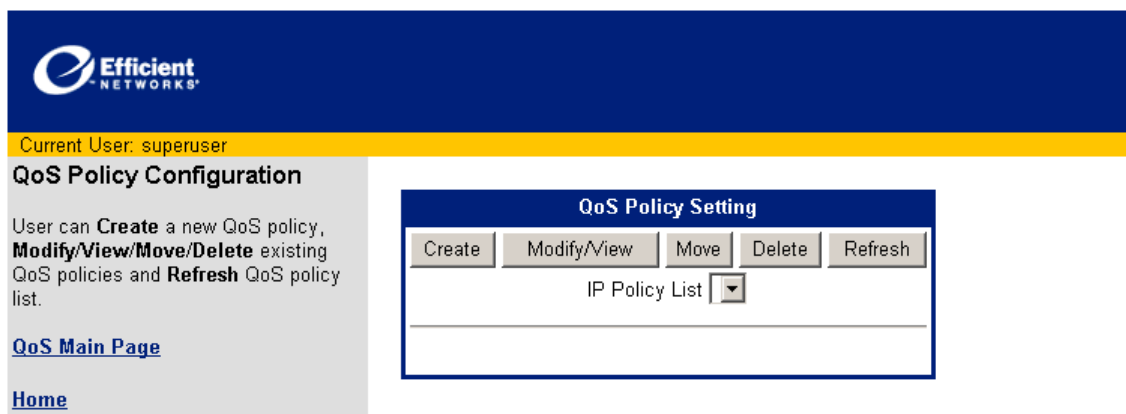 Efficient
NETWORKS
Current User: superuser
QoS Policy Configuration
User can Create a new QoS policy,
Modify/View/Move/Delete existing
QoS policies and Refresh QoS policy
list.
QoS Main Page
Home
QoS Policy Setting
Create Modify/View Move Delete Refresh
IP Policy List